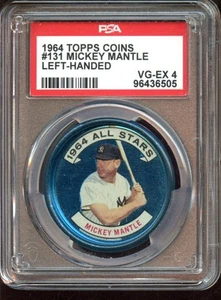 PSA
1964 TOPPS COINS
#131 MICKEY MANTLE
LEFT-HANDED
VG-EX 4
96436505
1964 ALL STARS
MICKEY MANTLE